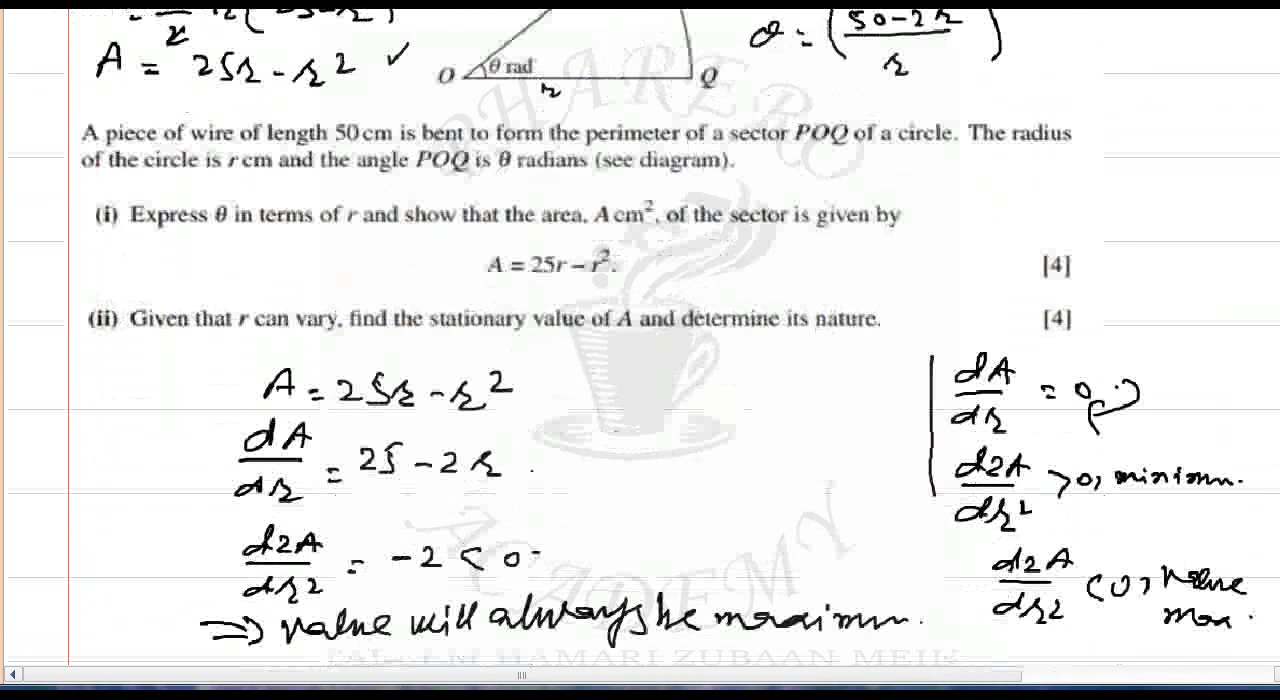 A = 25r - r² ✓
θ = (50-2r / r)
O θ rad Q
r
A piece of wire of length 50 cm is bent to form the perimeter of a sector POQ of a circle. The radius
of the circle is r cm and the angle POQ is θ radians (see diagram).
(i) Express θ in terms of r and show that the area, A cm², of the sector is given by
A = 25r − r². [4]
(ii) Given that r can vary, find the stationary value of A and determine its nature. [4]
A = 25r - r²
dA/dr = 25 - 2r
d2A/dr2 = -2 < 0
⇒ value will always be maximum.
dA/dr = 0
d2A/dr2 > 0, minimum.
d2A/dr2 < 0, value
max.
PHARERO
ACADEMY
HAMARI ZUBAAN MEIN